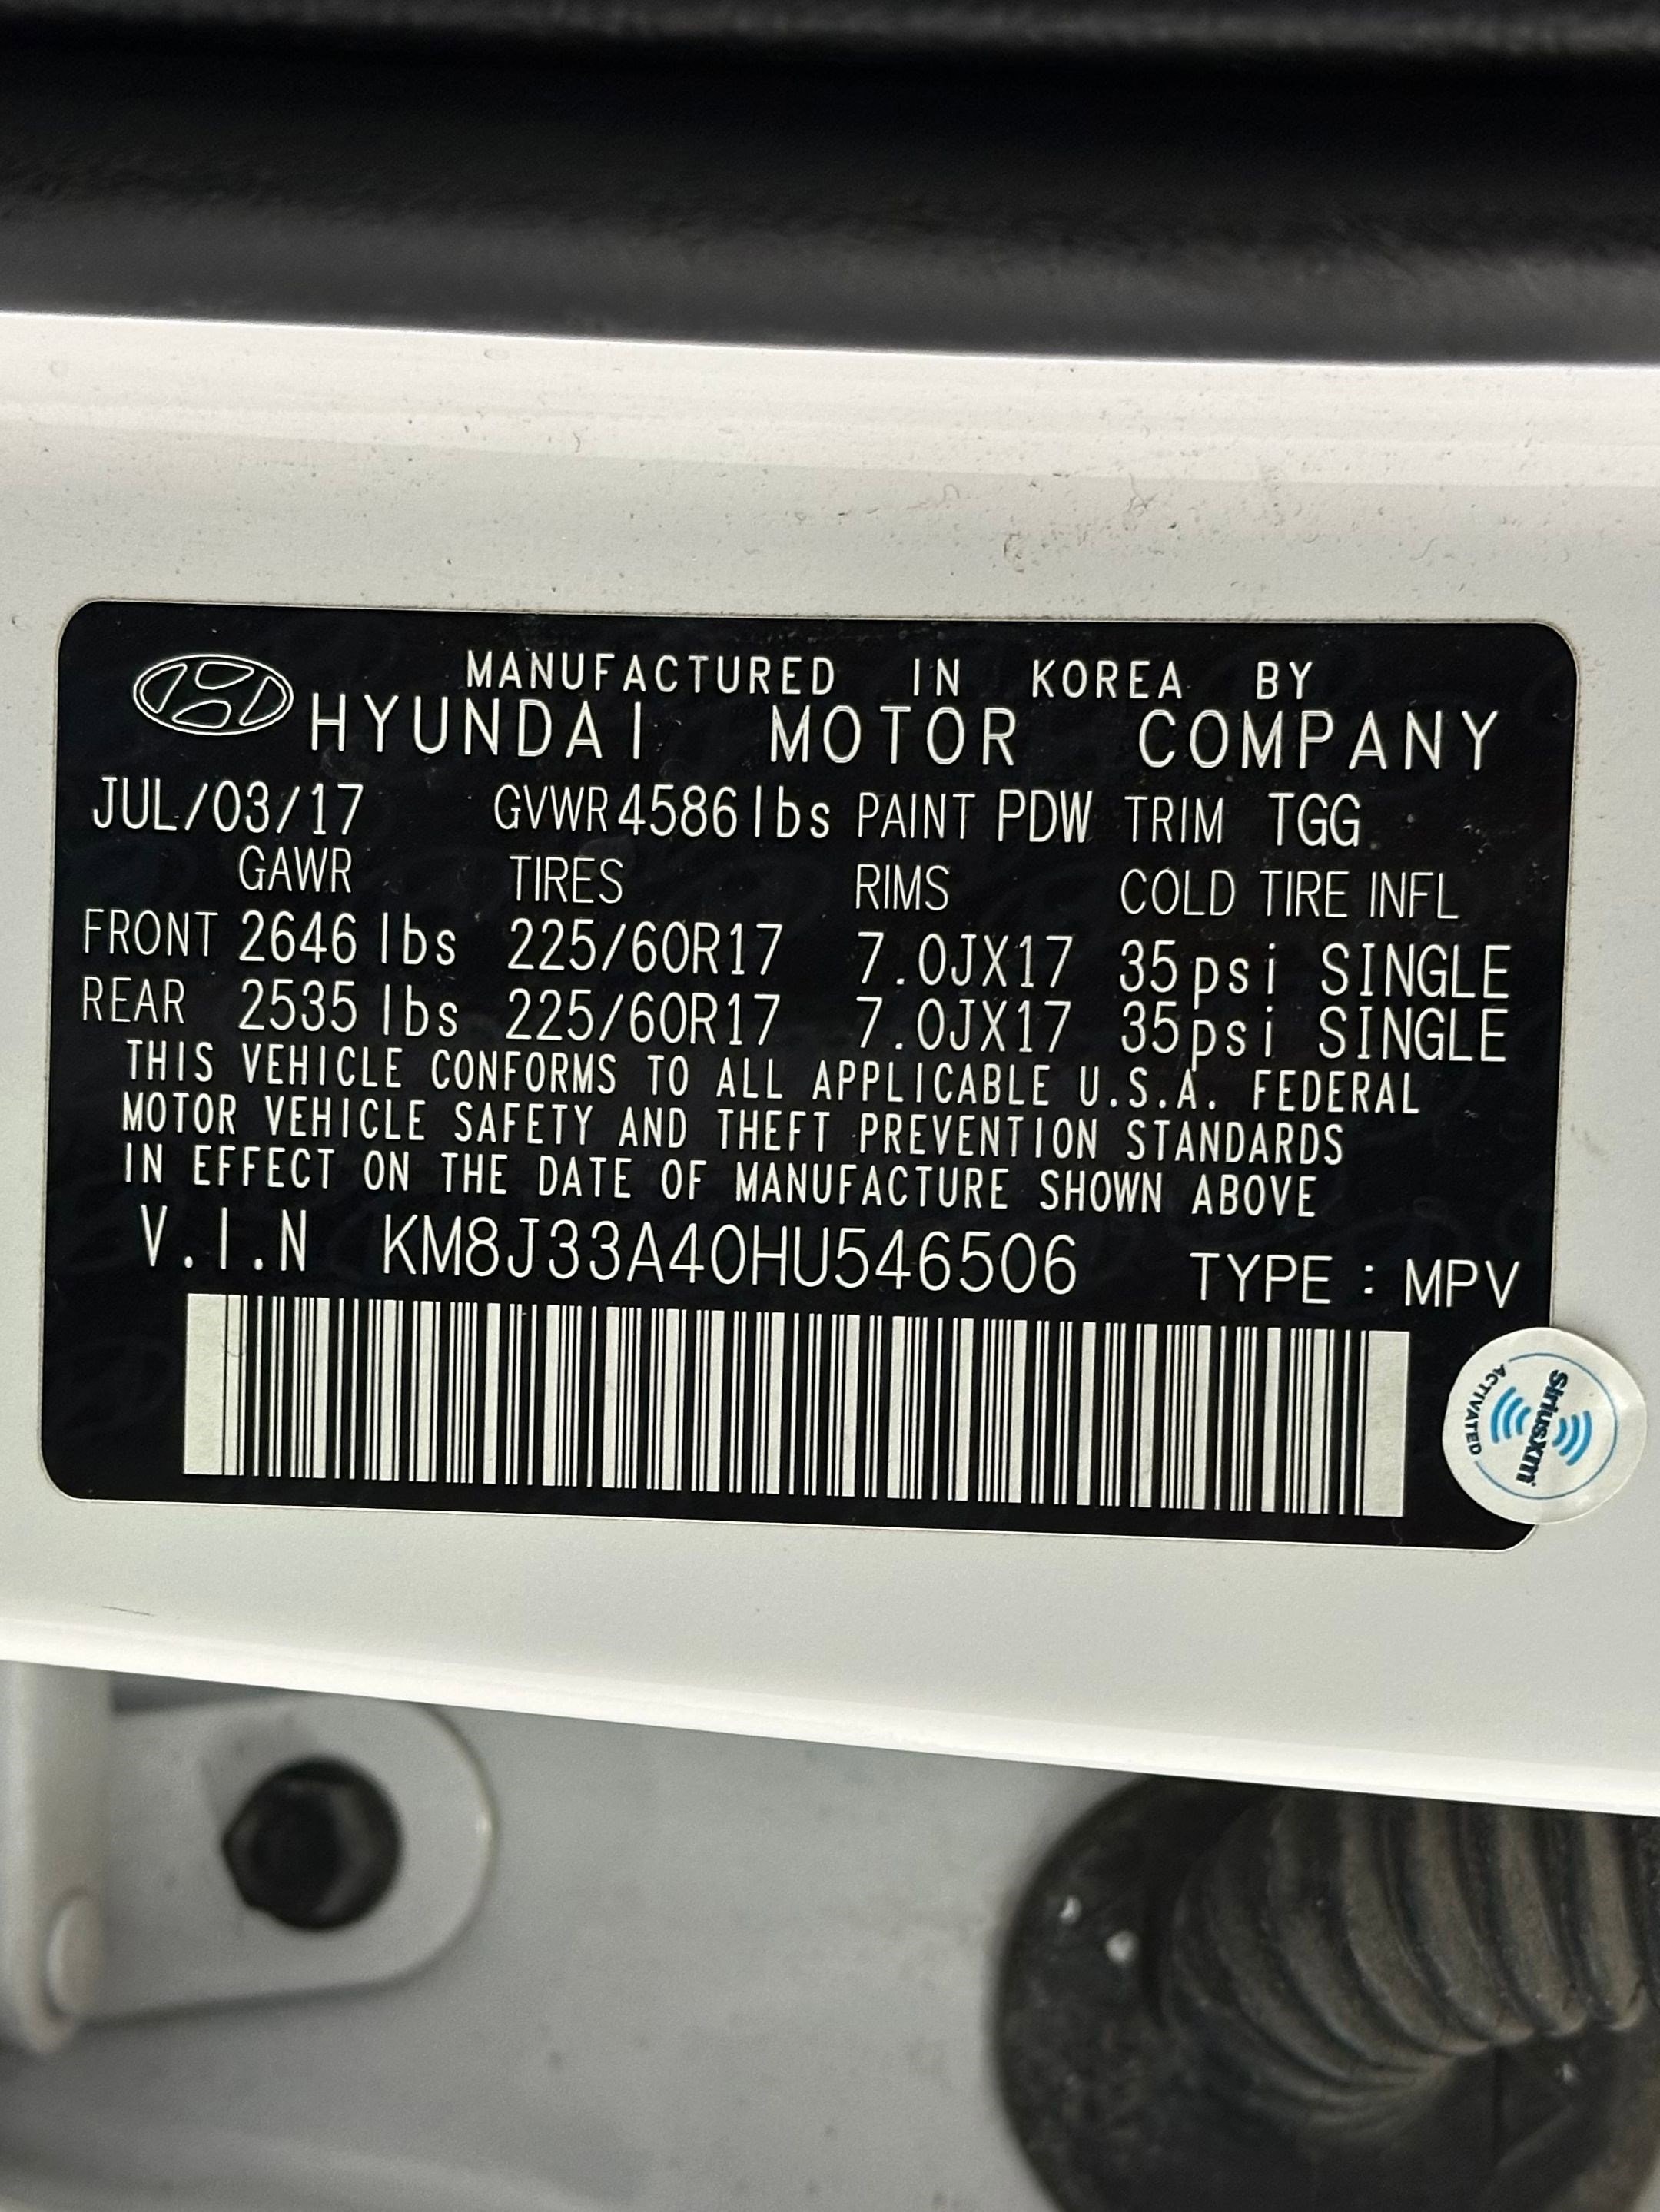 MANUFACTURED IN KOREA BY
HYUNDAI MOTOR COMPANY
JUL/03/17 GVWR 4586lbs PAINT PDW TRIM TGG
GAWR TIRES RIMS COLD TIRE INFL
FRONT 2646 lbs 225/60R17 7.0JX17 35psi SINGLE
REAR 2535 lbs 225/60R17 7.0JX17 35psi SINGLE
THIS VEHICLE CONFORMS TO ALL APPLICABLE U.S.A. FEDERAL
MOTOR VEHICLE SAFETY AND THEFT PREVENTION STANDARDS
IN EFFECT ON THE DATE OF MANUFACTURE SHOWN ABOVE
V.I.N KM8J33A40HU546506 TYPE : MPV
siriusxm
ACTIVATED